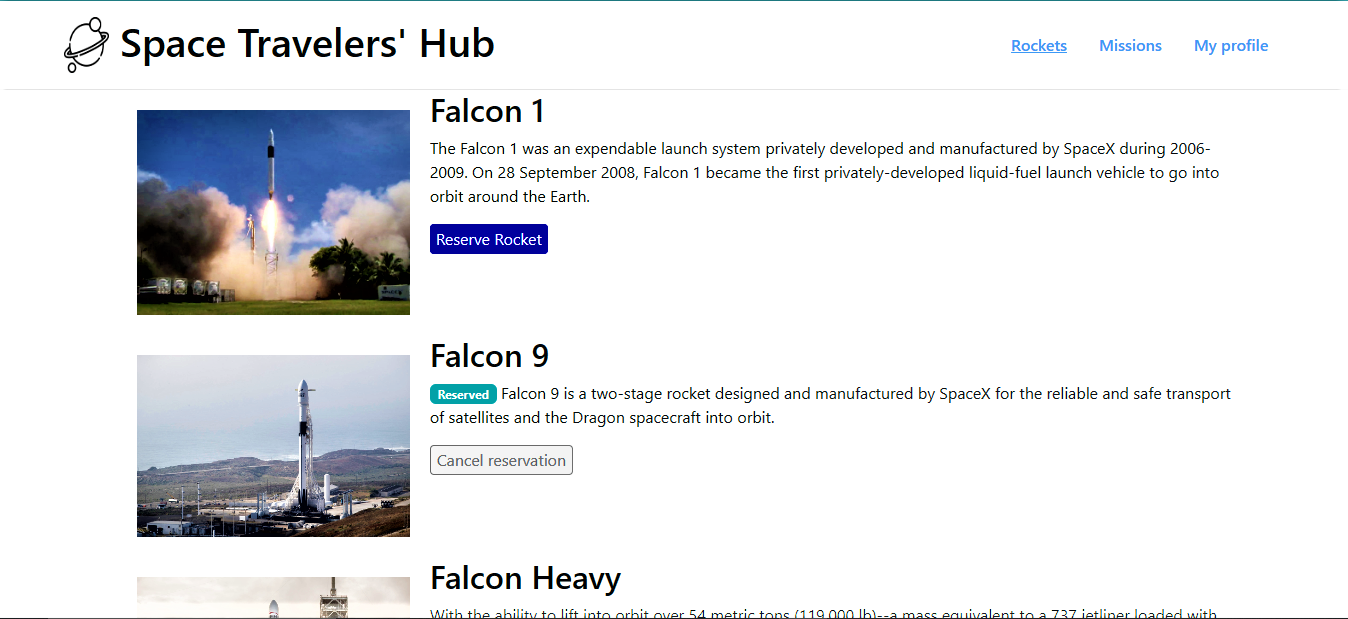 Space Travelers' Hub
Rockets Missions My profile
Falcon 1
The Falcon 1 was an expendable launch system privately developed and manufactured by SpaceX during 2006-
2009. On 28 September 2008, Falcon 1 became the first privately-developed liquid-fuel launch vehicle to go into
orbit around the Earth.
Reserve Rocket
Falcon 9
Reserved Falcon 9 is a two-stage rocket designed and manufactured by SpaceX for the reliable and safe transport
of satellites and the Dragon spacecraft into orbit.
Cancel reservation
Falcon Heavy
With the ability to lift into orbit over 54 metric tons (119,000 lb)--a mass equivalent to a 737 jetliner loaded with